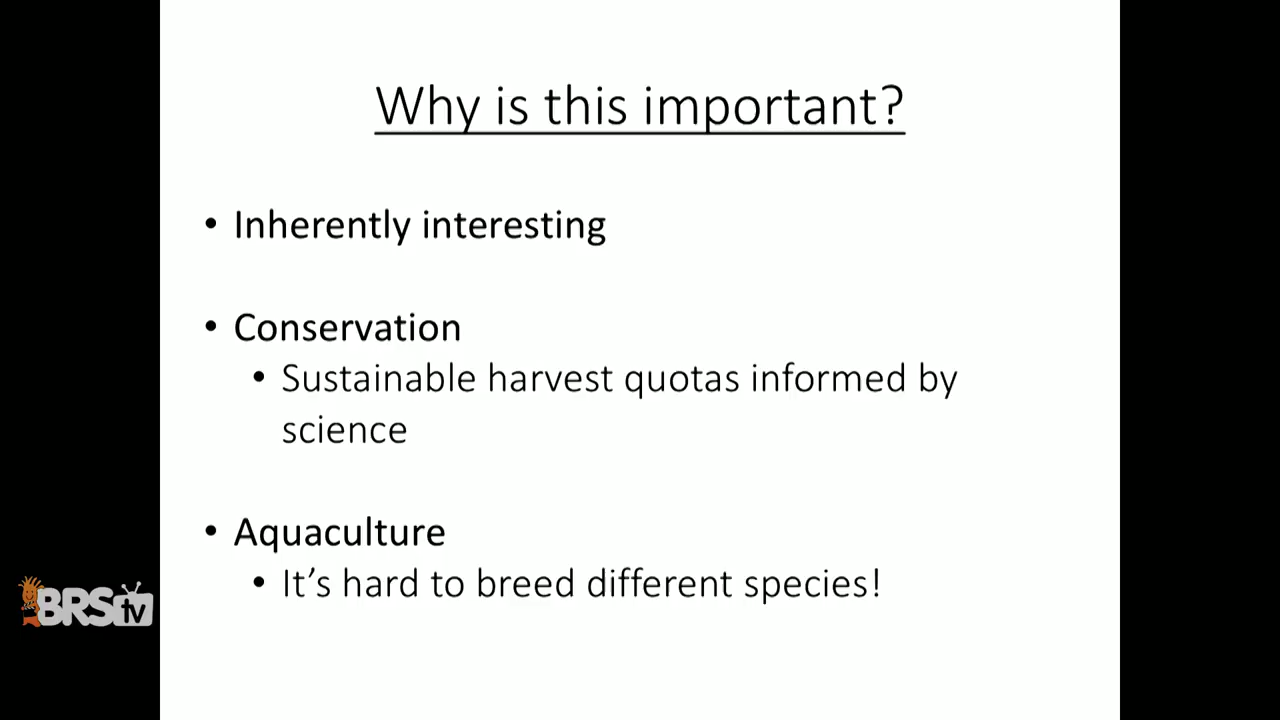 Why is this important?
• Inherently interesting
• Conservation
• Sustainable harvest quotas informed by
science
• Aquaculture
• It's hard to breed different species!
BRStv